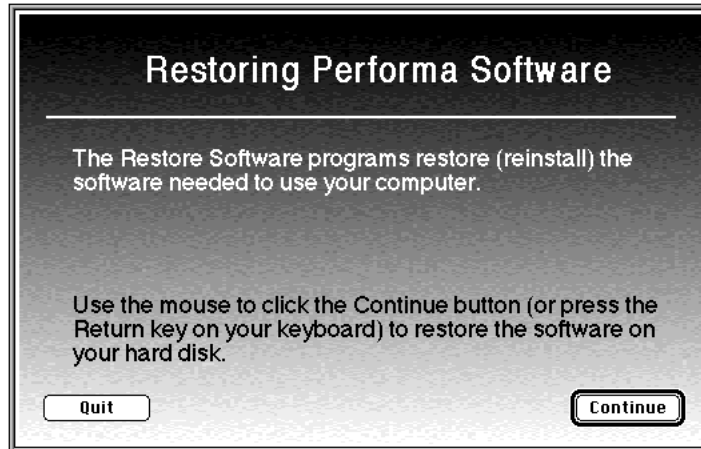 Restoring Performa Software
The Restore Software programs restore (reinstall) the
software needed to use your computer.
Use the mouse to click the Continue button (or press the
Return key on your keyboard) to restore the software on
your hard disk.
Quit
Continue